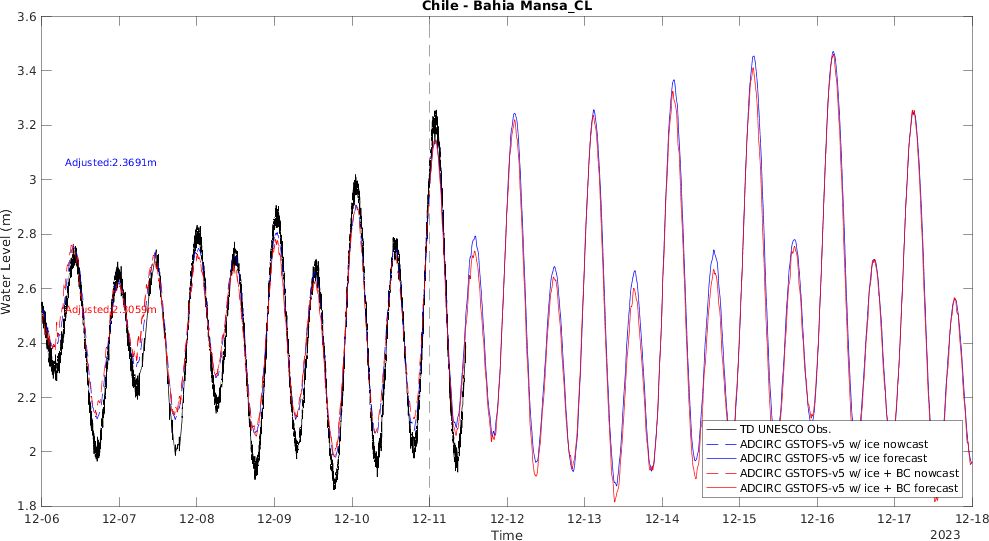 Chile - Bahia Mansa_CL
3.6
3.4
3.2
3
2.8
2.6
2.4
2.2
2
1.8
Water Level (m)
Adjusted:2.3691m
Adjusted:2.3059m
TD UNESCO Obs.
ADCIRC GSTOFS-v5 w/ ice nowcast
ADCIRC GSTOFS-v5 w/ ice forecast
ADCIRC GSTOFS-v5 w/ ice + BC nowcast
ADCIRC GSTOFS-v5 w/ ice + BC forecast
12-06 12-07 12-08 12-09 12-10 12-11 12-12 12-13 12-14 12-15 12-16 12-17 12-18
Time
2023